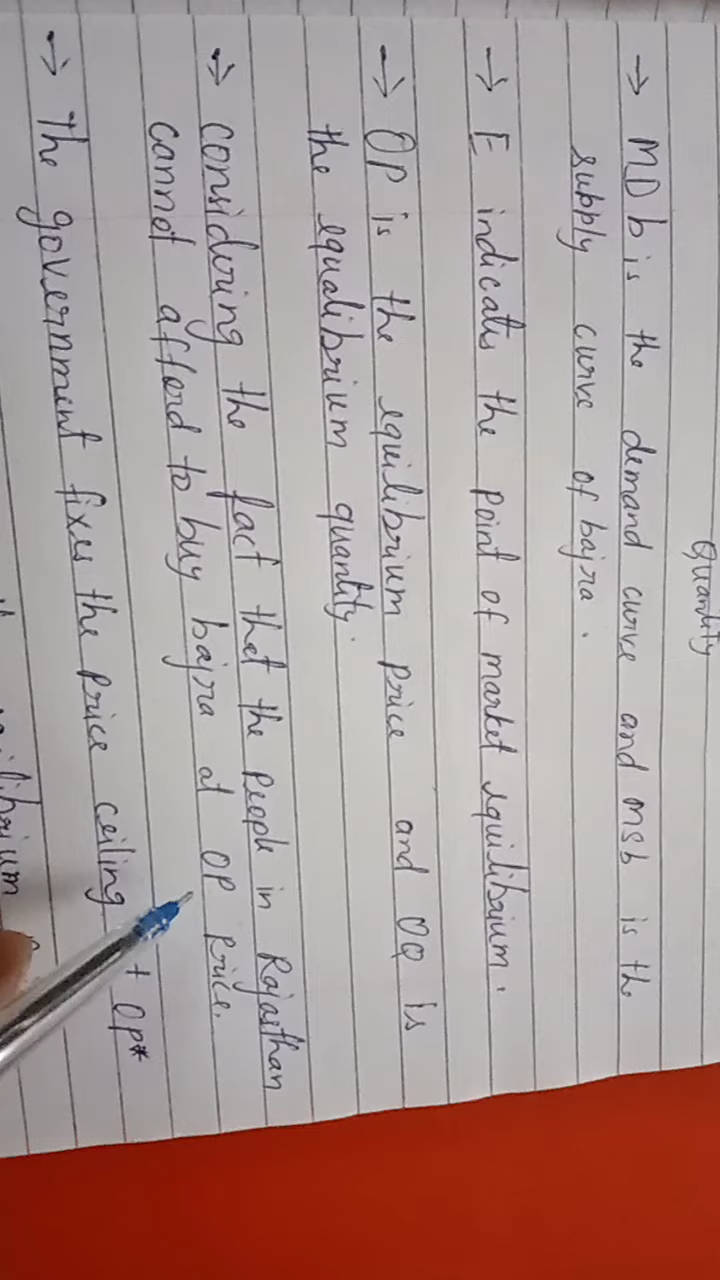 Quantity
→ MDb is the demand curve and MSb is the
supply curve of bajra.
→ E indicates the point of market equilibrium.
→ OP is the equilibrium price and OQ is
the equalibrium quantity.
→ considering the fact that the people in Rajasthan
cannot afford to buy bajra at OP price.
→ The government fixes the price ceiling OP*